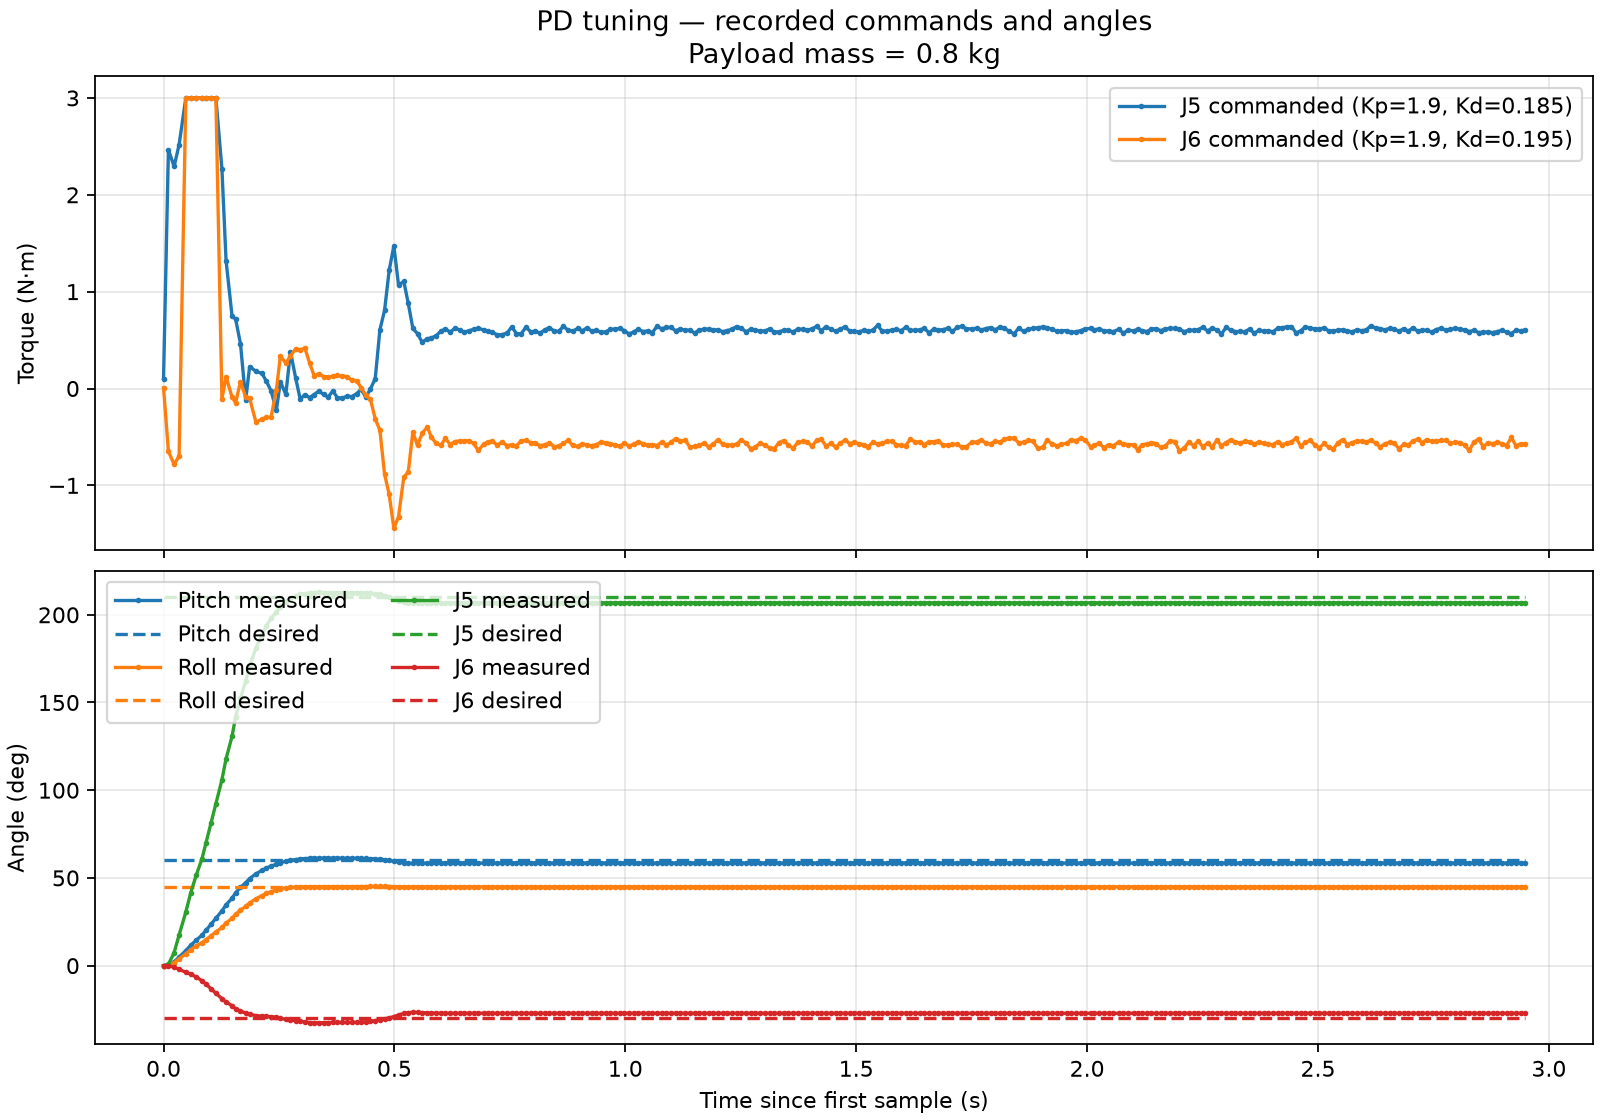 PD tuning — recorded commands and angles
Payload mass = 0.8 kg
3
2
1
0
−1
Torque (N·m)
J5 commanded (Kp=1.9, Kd=0.185)
J6 commanded (Kp=1.9, Kd=0.195)
200
150
100
50
0
Angle (deg)
Pitch measured
Pitch desired
Roll measured
Roll desired
J5 measured
J5 desired
J6 measured
J6 desired
0.0 0.5 1.0 1.5 2.0 2.5 3.0
Time since first sample (s)